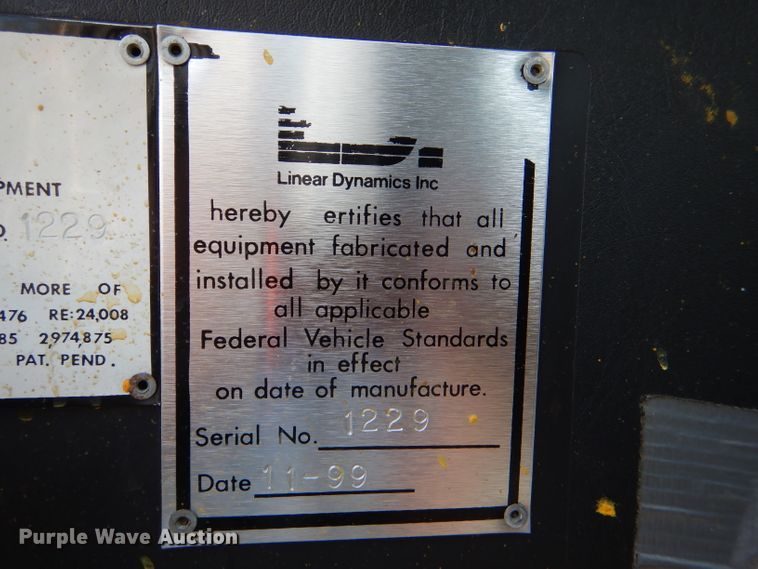 PMENT
1229
MORE OF
476 RE:24,008
85 2974,875
PAT. PEND.
Linear Dynamics Inc
hereby ertifies that all
equipment fabricated and
installed by it conforms to
all applicable
Federal Vehicle Standards
in effect
on date of manufacture.
Serial No. 1229
Date 11-99
Purple Wave Auction